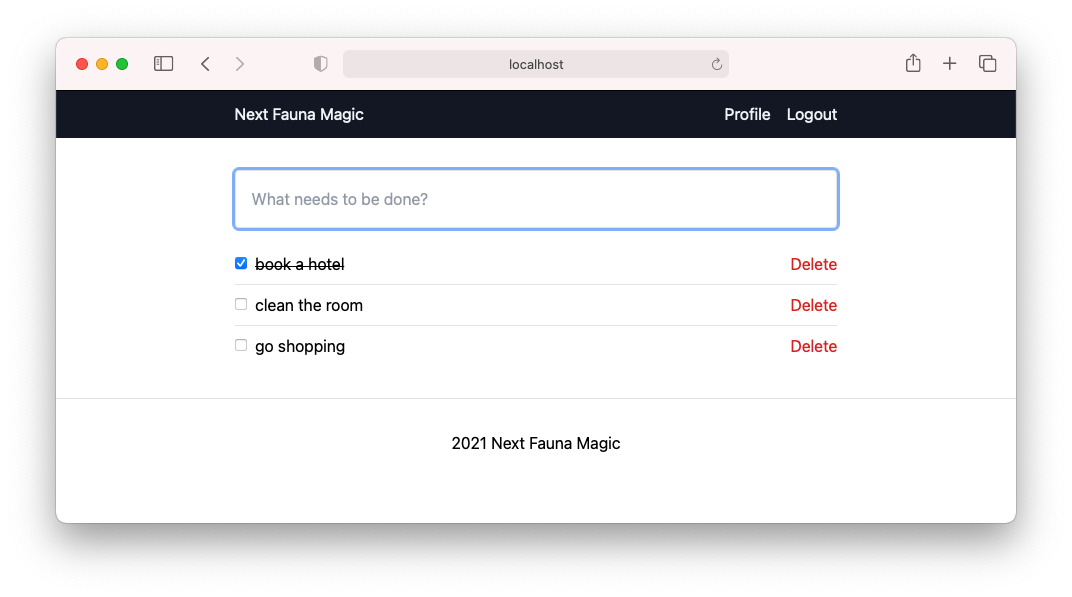 localhost
Next Fauna Magic Profile Logout
What needs to be done?
book a hotel Delete
clean the room Delete
go shopping Delete
2021 Next Fauna Magic